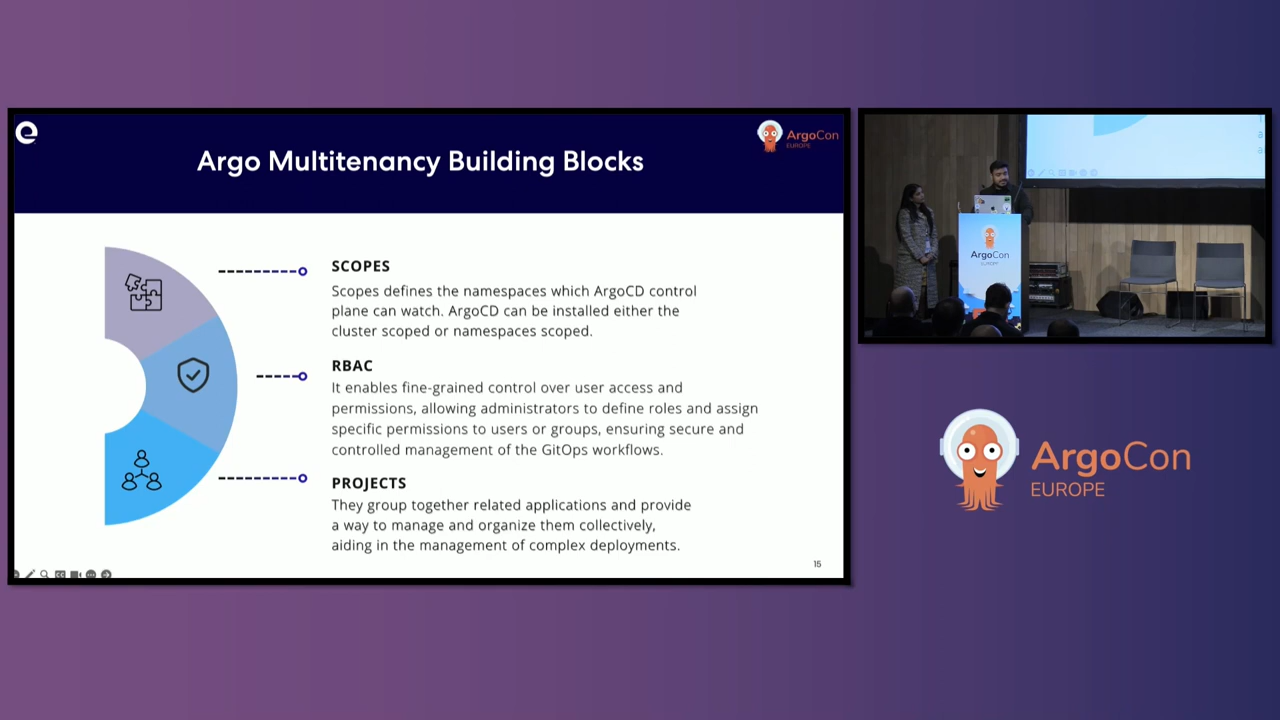 Argo Multitenancy Building Blocks
ArgoCon
EUROPE
SCOPES
Scopes defines the namespaces which ArgoCD control
plane can watch. ArgoCD can be installed either the
cluster scoped or namespaces scoped.
RBAC
It enables fine-grained control over user access and
permissions, allowing administrators to define roles and assign
specific permissions to users or groups, ensuring secure and
controlled management of the GitOps workflows.
PROJECTS
They group together related applications and provide
a way to manage and organize them collectively,
aiding in the management of complex deployments.
15
ArgoCon
EUROPE
ArgoCon
EUROPE